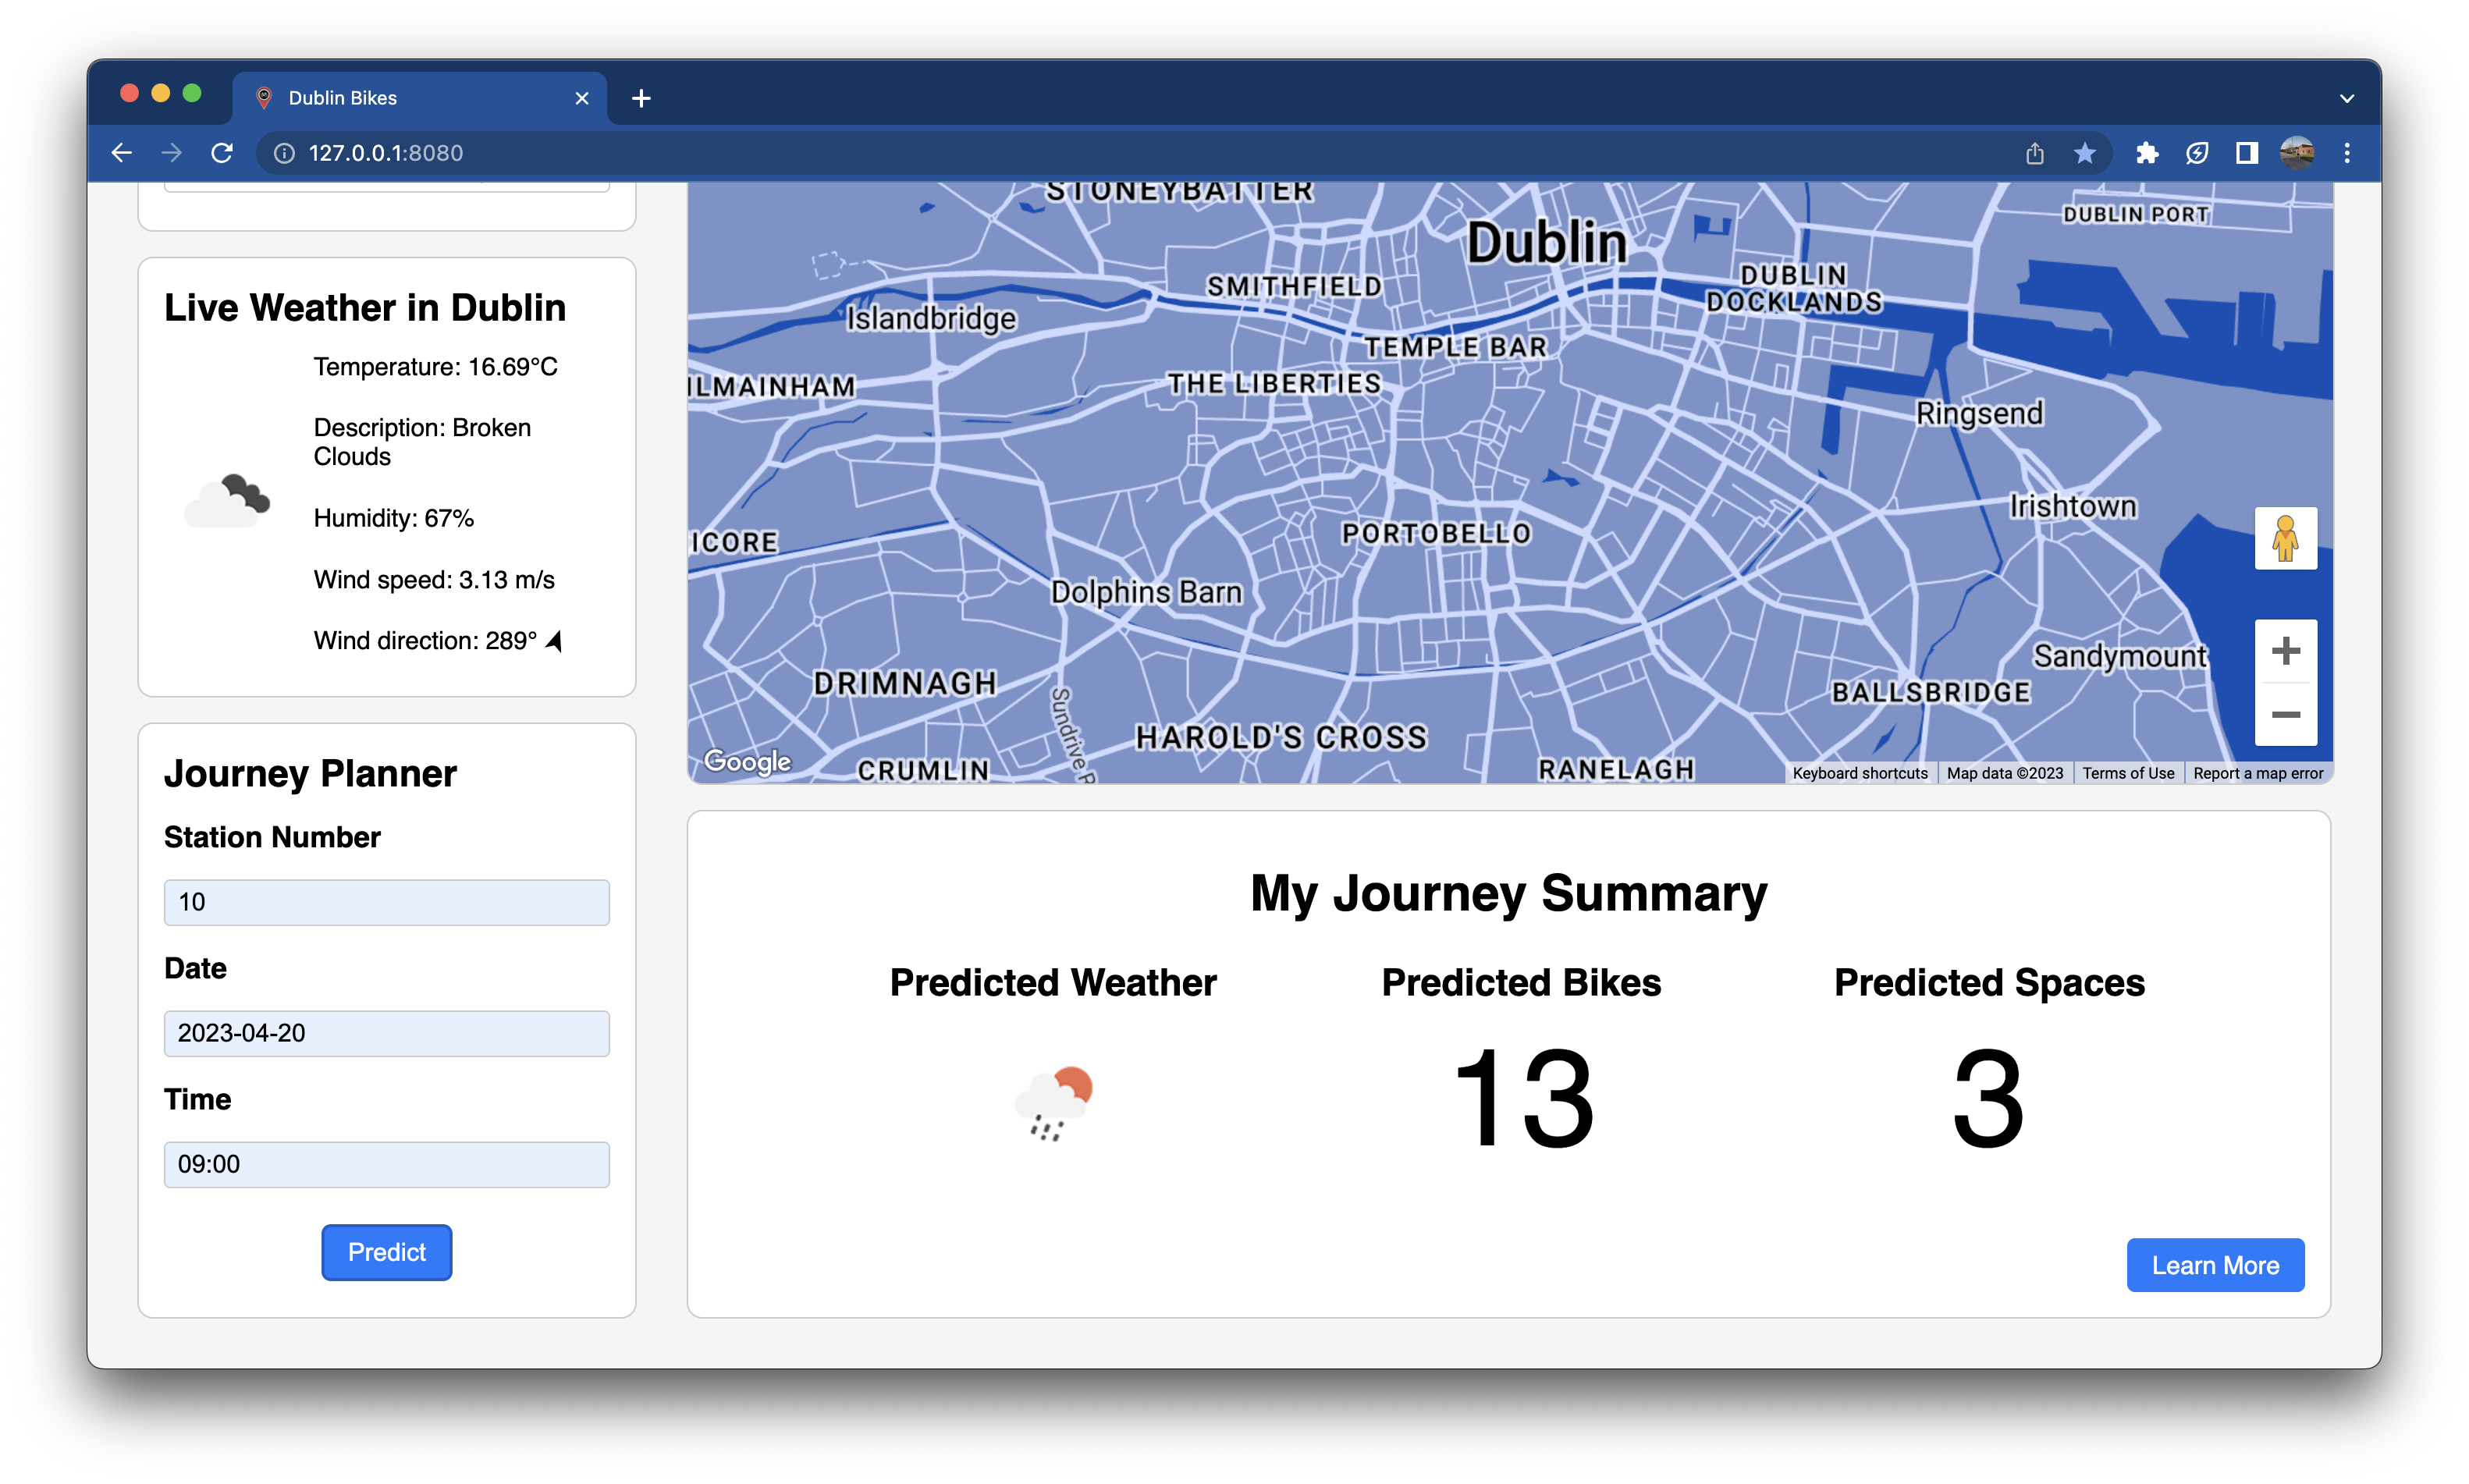 Dublin Bikes
127.0.0.1:8080
Live Weather in Dublin
Temperature: 16.69°C
Description: Broken
Clouds
Humidity: 67%
Wind speed: 3.13 m/s
Wind direction: 289°
Journey Planner
Station Number
10
Date
2023-04-20
Time
09:00
Predict
STONEYBATTER
Dublin
DUBLIN PORT
SMITHFIELD
DUBLIN
DOCKLANDS
Islandbridge
TEMPLE BAR
ILMAINHAM
THE LIBERTIES
Ringsend
Irishtown
ICORE
PORTOBELLO
Dolphins Barn
Sandymount
DRIMNAGH
BALLSBRIDGE
Sundrive R
HAROLD'S CROSS
Google
CRUMLIN
RANELAGH
Keyboard shortcuts
Map data ©2023
Terms of Use
Report a map error
My Journey Summary
Predicted Weather
Predicted Bikes
Predicted Spaces
13
3
Learn More